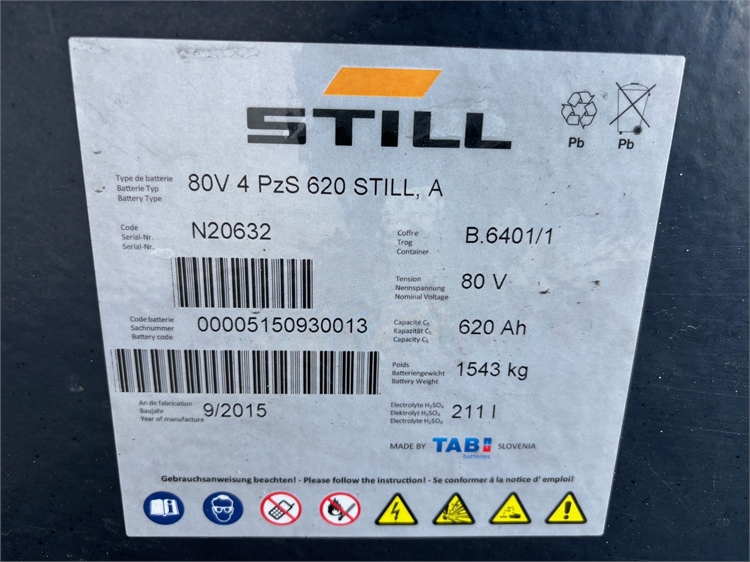 STILL
Pb Pb
Type de batterie
Batterie Typ
Battery Type
80V 4 PzS 620 STILL, A
Code
Serial-Nr.
Serial-Nr.
N20632
Coffre
Trog
Container
B.6401/1
Tension
Nennspannung
Nominal Voltage
80 V
Code batterie
Sachnummer
Battery code
00005150930013
Capacité C₅
Kapazität C₅
Capacity C₅
620 Ah
Poids
Batteriengewicht
Battery Weight
1543 kg
An de fabrication
Baujahr
Year of manufacture
9/2015
Electrolyte H₂SO₄
Elektrolyt H₂SO₄
Electrolyte H₂SO₄
211 l
MADE BY TAB batteries SLOVENIA
Gebrauchsanweisung beachten! - Please follow the instruction! - Se conformer á la notice d' emploi!